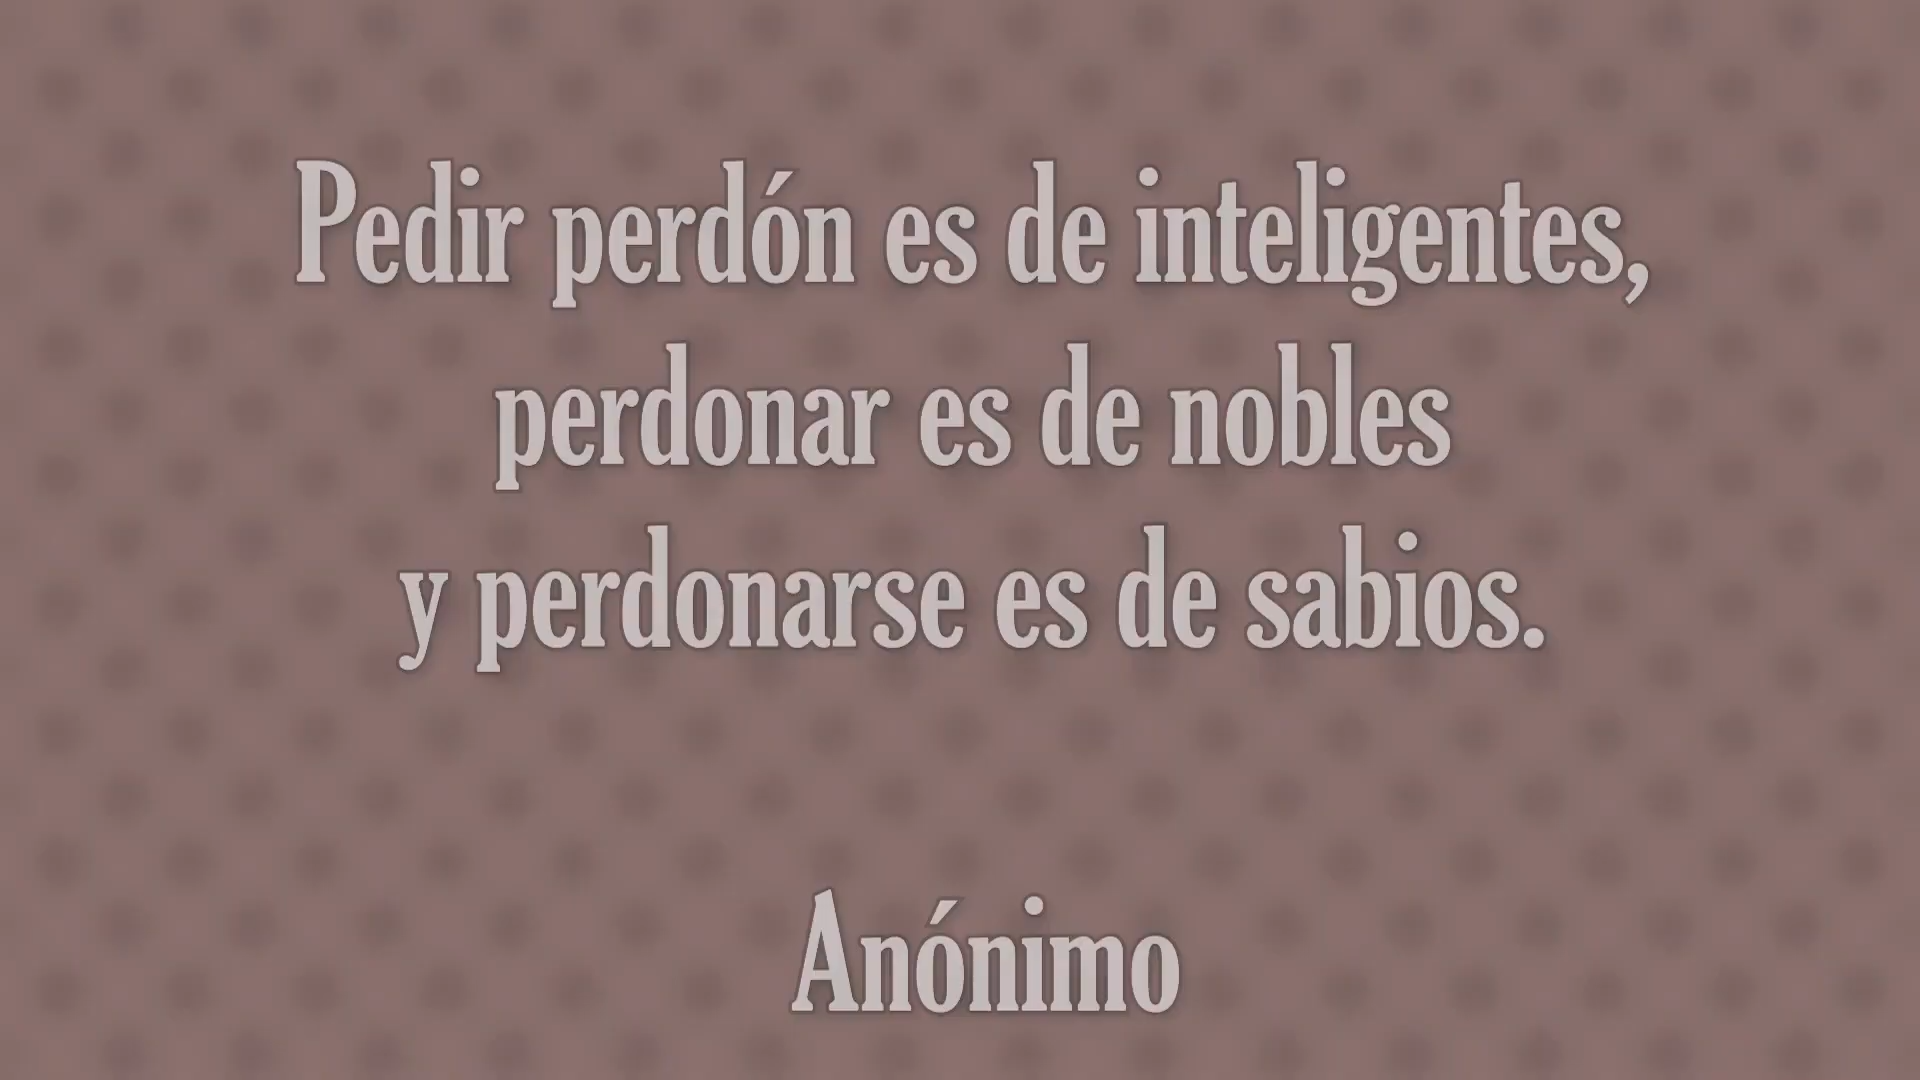 Pedir perdón es de inteligentes,
perdonar es de nobles
y perdonarse es de sabios.
Anónimo